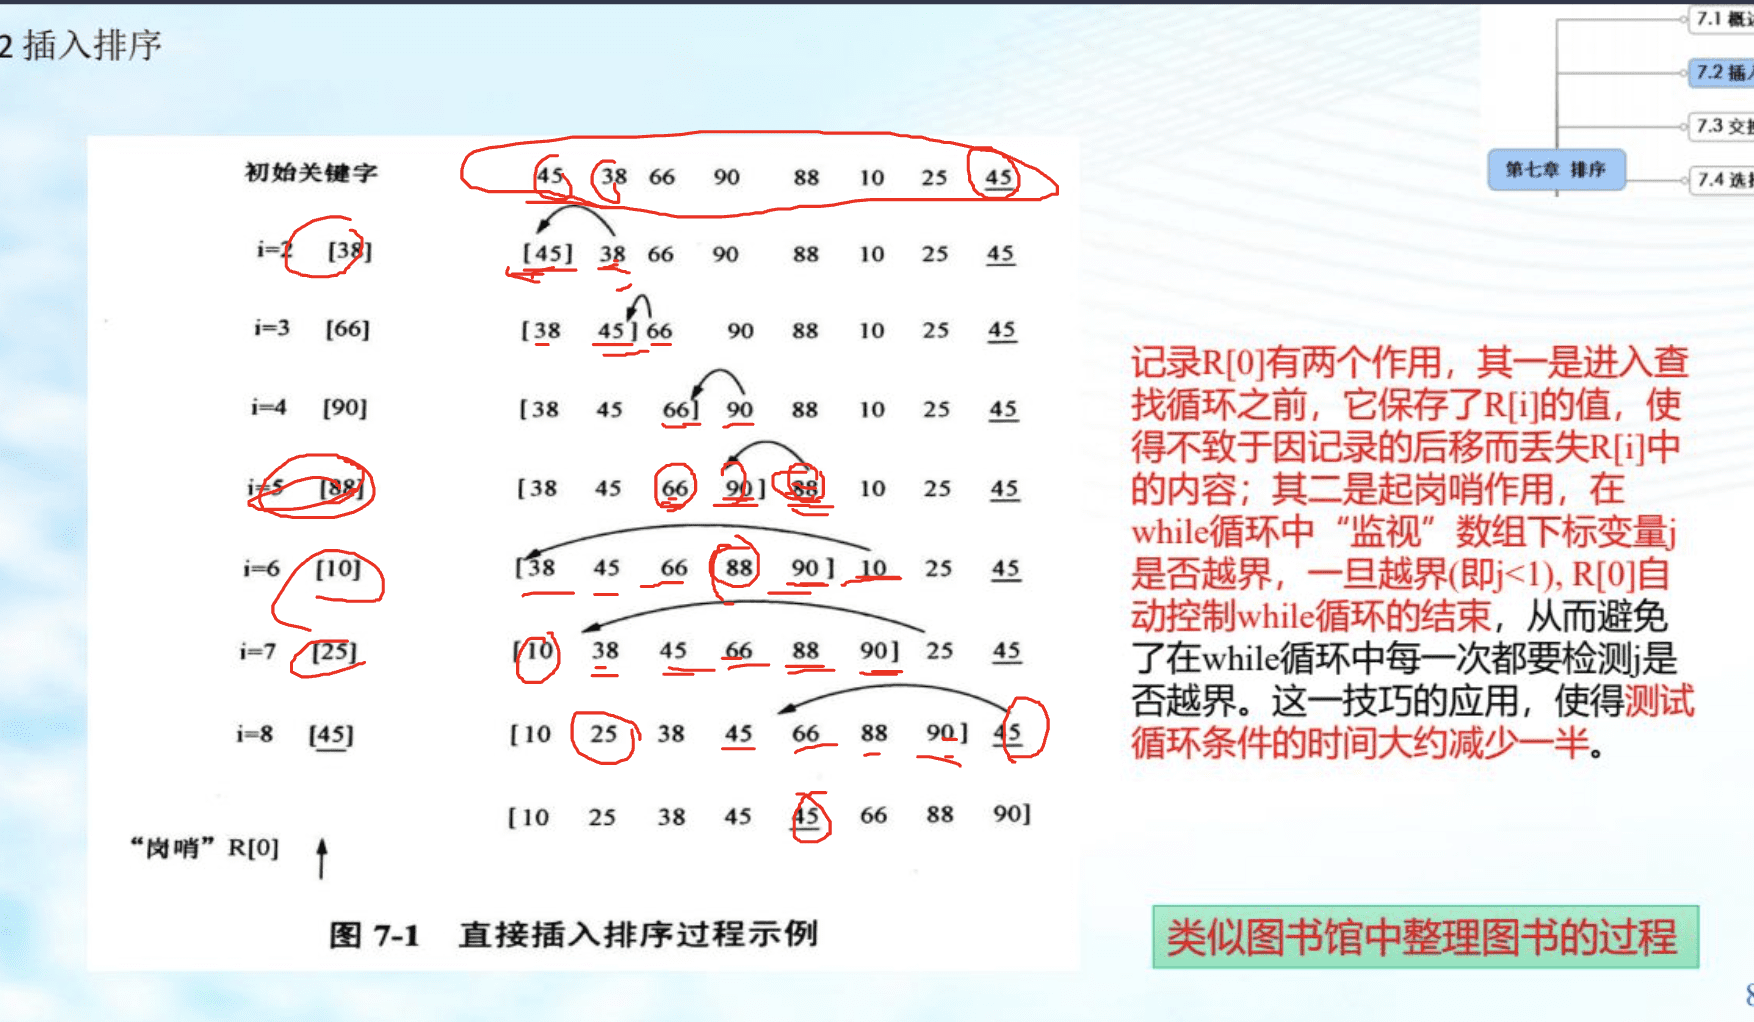 2 插入排序
7.1 概
7.2 插
7.3 交
第七章 排序
7.4 选
初始关键字 45 38 66 90 88 10 25 45
i=2 [38] [45] 38 66 90 88 10 25 45
i=3 [66] [38 45] 66 90 88 10 25 45
i=4 [90] [38 45 66] 90 88 10 25 45
i=5 [88] [38 45 66 90] 88 10 25 45
i=6 [10] [38 45 66 88 90] 10 25 45
i=7 [25] [10 38 45 66 88 90] 25 45
i=8 [45] [10 25 38 45 66 88 90] 45
[10 25 38 45 45 66 88 90]
“岗哨” R[0]
图 7-1 直接插入排序过程示例
记录R[0]有两个作用，其一是进入查
找循环之前，它保存了R[i]的值，使
得不致于因记录的后移而丢失R[i]中
的内容；其二是起岗哨作用，在
while循环中“监视”数组下标变量j
是否越界，一旦越界(即j<1), R[0]自
动控制while循环的结束，从而避免
了在while循环中每一次都要检测j是
否越界。这一技巧的应用，使得测试
循环条件的时间大约减少一半。
类似图书馆中整理图书的过程